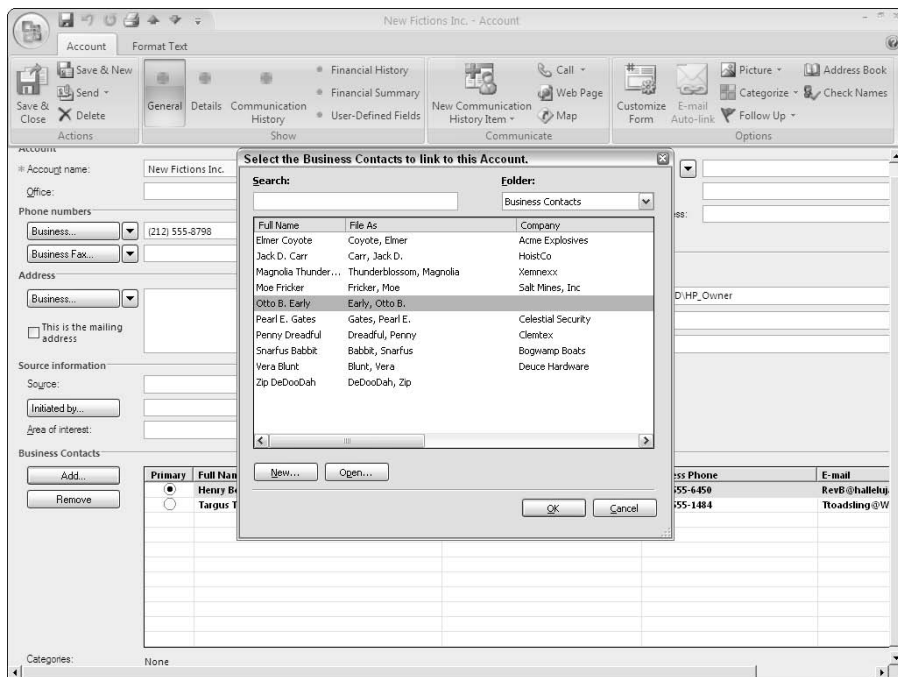 New Fictions Inc. - Account
Account Format Text
Save & Close
Save & New
Send
Delete
Actions
General
Details
Communication History
Financial History
Financial Summary
User-Defined Fields
Show
New Communication History Item
Call
Web Page
Map
Communicate
Customize Form
E-mail Auto-link
Picture
Categorize
Follow Up
Address Book
Check Names
Options
Account
Account name: New Fictions Inc.
Office:
Phone numbers
Business... (212) 555-8798
Business Fax...
Address
Business...
This is the mailing address
Source information
Source:
Initiated by...
Area of interest:
Business Contacts
Add...
Remove
Select the Business Contacts to link to this Account.
Search: Folder:
Business Contacts
Full Name File As Company
Elmer Coyote Coyote, Elmer Acme Explosives
Jack D. Carr Carr, Jack D. HoistCo
Magnolia Thunder... Thunderblossom, Magnolia Xemnexx
Moe Fricker Fricker, Moe Salt Mines, Inc
Otto B. Early Early, Otto B.
Pearl E. Gates Gates, Pearl E. Celestial Security
Penny Dreadful Dreadful, Penny Clemtex
Snarfus Babbit Babbit, Snarfus Bogwamp Boats
Vera Blunt Blunt, Vera Deuce Hardware
Zip DeDooDah DeDooDah, Zip
New... Open...
OK Cancel
ess:
D\HP_Owner
Primary Full Nan ess Phone E-mail
Henry Be 555-6450 RevB@halleluj
Targus T 555-1484 Ttoadsling@W
Categories: None